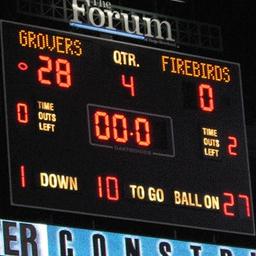 The
Forum
GROVERS QTR. FIREBIRDS
28 4 0
0 TIME OUTS LEFT 00:0 TIME OUTS LEFT 2
1 DOWN 10 TO GO BALL ON 27
ER CONSTR